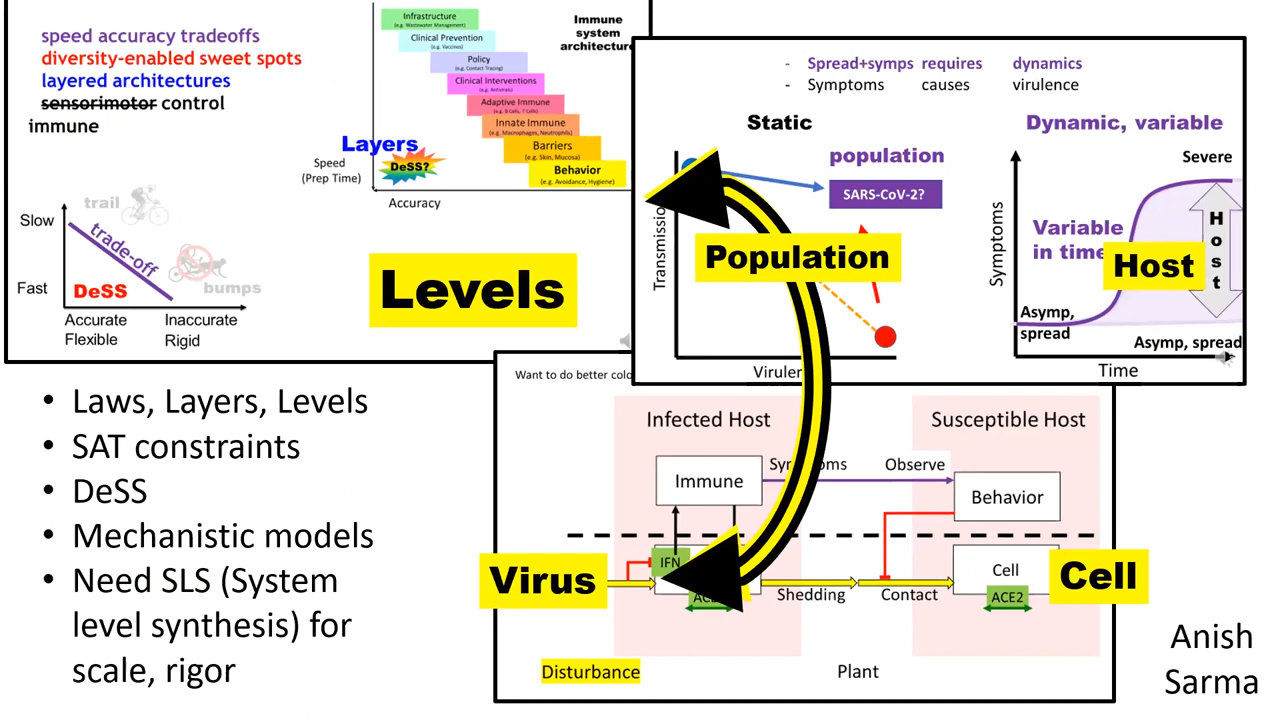 speed accuracy tradeoffs
diversity-enabled sweet spots
layered architectures
sensorimotor control
immune
Infrastructure
(e.g. Wastewater Management)
Clinical Prevention
(e.g. Vaccines)
Policy
(e.g. Contact Tracing)
Clinical Interventions
(e.g. Antivirals)
Adaptive Immune
(e.g. B Cells, T Cells)
Innate Immune
(e.g. Macrophages, Neutrophils)
Barriers
(e.g. Skin, Mucosa)
Behavior
(e.g. Avoidance, Hygiene)
Immune
system
architecture
Layers
DeSS?
Speed
(Prep Time)
Accuracy
Slow
Fast
trail
trade-off
bumps
DeSS
Accurate
Flexible
Inaccurate
Rigid
Levels
- Spread+symps requires dynamics
- Symptoms causes virulence
Static
population
SARS-CoV-2?
Population
Dynamic, variable
Severe
Symptoms
Variable
in time
Host
Host
Asymp,
spread
Asymp, spread
Time
Want to do better
Infected Host
Susceptible Host
Immune
Observe
Behavior
IFN
Virus
Shedding
Contact
Cell
ACE2
Cell
Disturbance
Plant
• Laws, Layers, Levels
• SAT constraints
• DeSS
• Mechanistic models
• Need SLS (System
level synthesis) for
scale, rigor
Anish
Sarma